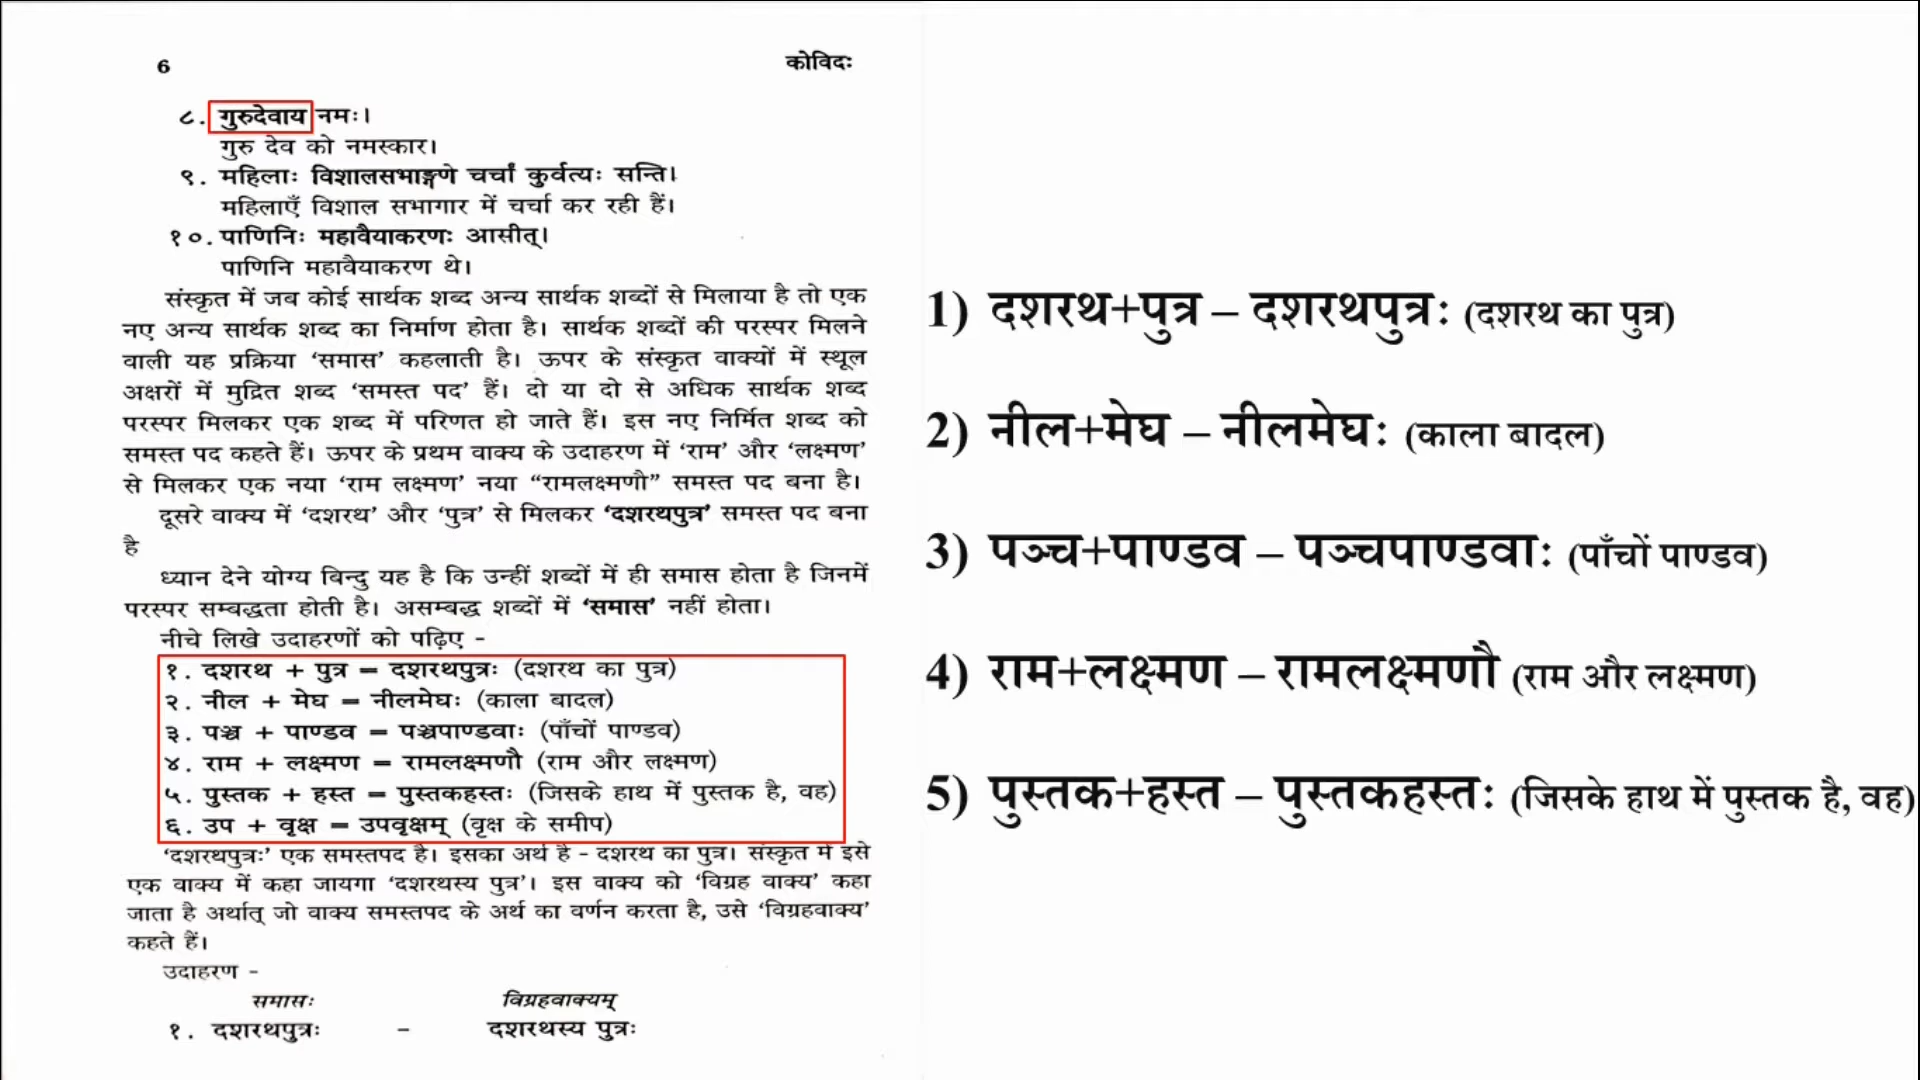 6 कोविदः
८. गुरुदेवाय नमः।
गुरु देव को नमस्कार।
९. महिलाः विशालसभाङ्गणे चर्चां कुर्वत्यः सन्ति।
महिलाएँ विशाल सभागार में चर्चा कर रही हैं।
१०. पाणिनिः महावैयाकरणः आसीत्।
पाणिनि महावैयाकरण थे।
संस्कृत में जब कोई सार्थक शब्द अन्य सार्थक शब्दों से मिलाया है तो एक
नए अन्य सार्थक शब्द का निर्माण होता है। सार्थक शब्दों की परस्पर मिलने
वाली यह प्रक्रिया ‘समास’ कहलाती है। ऊपर के संस्कृत वाक्यों में स्थूल
अक्षरों में मुद्रित शब्द ‘समस्त पद’ हैं। दो या दो से अधिक सार्थक शब्द
परस्पर मिलकर एक शब्द में परिणत हो जाते हैं। इस नए निर्मित शब्द को
समस्त पद कहते हैं। ऊपर के प्रथम वाक्य के उदाहरण में ‘राम’ और ‘लक्ष्मण’
से मिलकर एक नया ‘राम लक्ष्मण’ नया “रामलक्ष्मणौ” समस्त पद बना है।
दूसरे वाक्य में ‘दशरथ’ और ‘पुत्र’ से मिलकर ‘दशरथपुत्र’ समस्त पद बना
है
ध्यान देने योग्य बिन्दु यह है कि उन्हीं शब्दों में ही समास होता है जिनमें
परस्पर सम्बद्धता होती है। असम्बद्ध शब्दों में ‘समास’ नहीं होता।
नीचे लिखे उदाहरणों को पढ़िए -
१. दशरथ + पुत्र = दशरथपुत्रः (दशरथ का पुत्र)
२. नील + मेघ = नीलमेघः (काला बादल)
३. पञ्च + पाण्डव = पञ्चपाण्डवाः (पाँचों पाण्डव)
४. राम + लक्ष्मण = रामलक्ष्मणौ (राम और लक्ष्मण)
५. पुस्तक + हस्त = पुस्तकहस्तः (जिसके हाथ में पुस्तक है, वह)
६. उप + वृक्ष = उपवृक्षम् (वृक्ष के समीप)
‘दशरथपुत्रः’ एक समस्तपद है। इसका अर्थ है - दशरथ का पुत्र। संस्कृत में इसे
एक वाक्य में कहा जायगा ‘दशरथस्य पुत्र’। इस वाक्य को ‘विग्रह वाक्य’ कहा
जाता है अर्थात् जो वाक्य समस्तपद के अर्थ का वर्णन करता है, उसे ‘विग्रहवाक्य’
कहते हैं।
उदाहरण -
समासः विग्रहवाक्यम्
१. दशरथपुत्रः - दशरथस्य पुत्रः
1) दशरथ+पुत्र – दशरथपुत्रः (दशरथ का पुत्र)
2) नील+मेघ – नीलमेघः (काला बादल)
3) पञ्च+पाण्डव – पञ्चपाण्डवाः (पाँचों पाण्डव)
4) राम+लक्ष्मण – रामलक्ष्मणौ (राम और लक्ष्मण)
5) पुस्तक+हस्त – पुस्तकहस्तः (जिसके हाथ में पुस्तक है, वह)